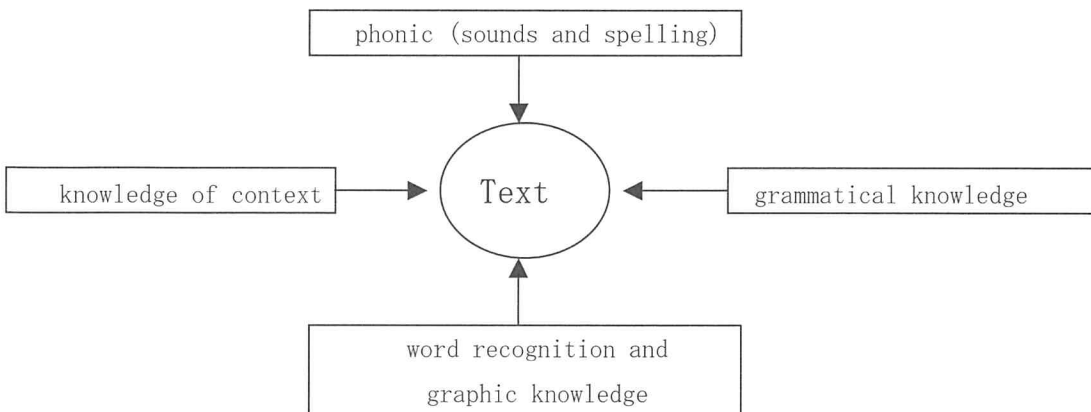 phonic (sounds and spelling)
knowledge of context
Text
grammatical knowledge
word recognition and
graphic knowledge